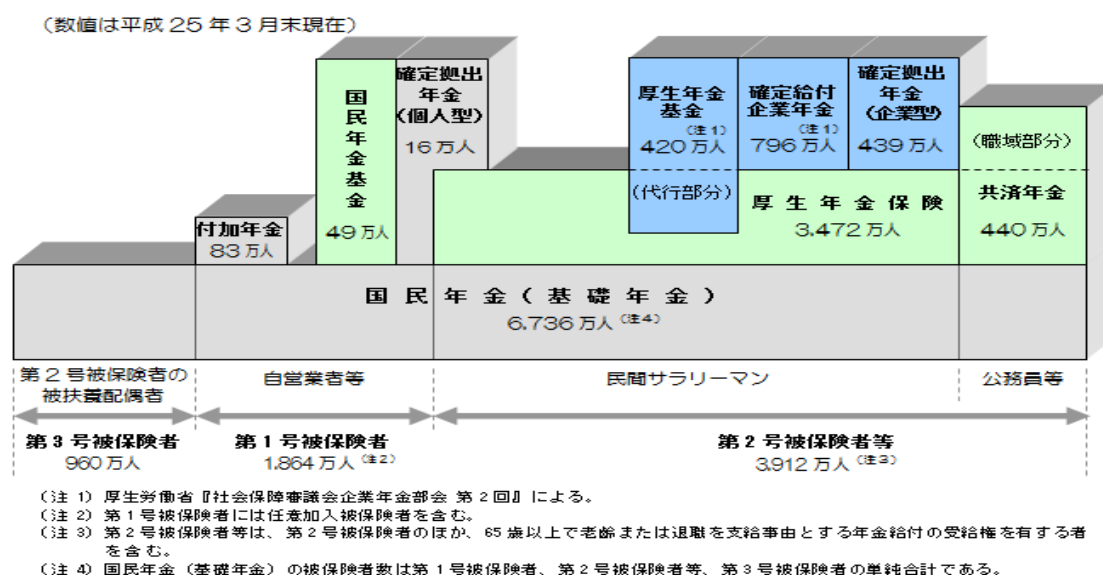 （数値は平成25年3月末現在）
国民年金基金
49万人
確定拠出
年金
（個人型）
16万人
厚生年金
基金
（注1）
420万人
（代行部分）
確定給付
企業年金
（注1）
796万人
確定拠出
年金
（企業型）
439万人
（職域部分）
共済年金
440万人
付加年金
83万人
厚生年金保険
3.472万人
国民年金（基礎年金）
6.736万人（注4）
第2号被保険者の
被扶養配偶者
自営業者等
民間サラリーマン
公務員等
第3号被保険者
960万人
第1号被保険者
1.864万人（注2）
第2号被保険者等
3.912万人（注3）
（注1）厚生労働省『社会保障審議会企業年金部会 第2回』による。
（注2）第1号被保険者には任意加入被保険者を含む。
（注3）第2号被保険者等は、第2号被保険者のほか、65歳以上で老齢または退職を支給事由とする年金給付の受給権を有する者
を含む。
（注4）国民年金（基礎年金）の被保険者数は第1号被保険者、第2号被保険者等、第3号被保険者の単純合計である。